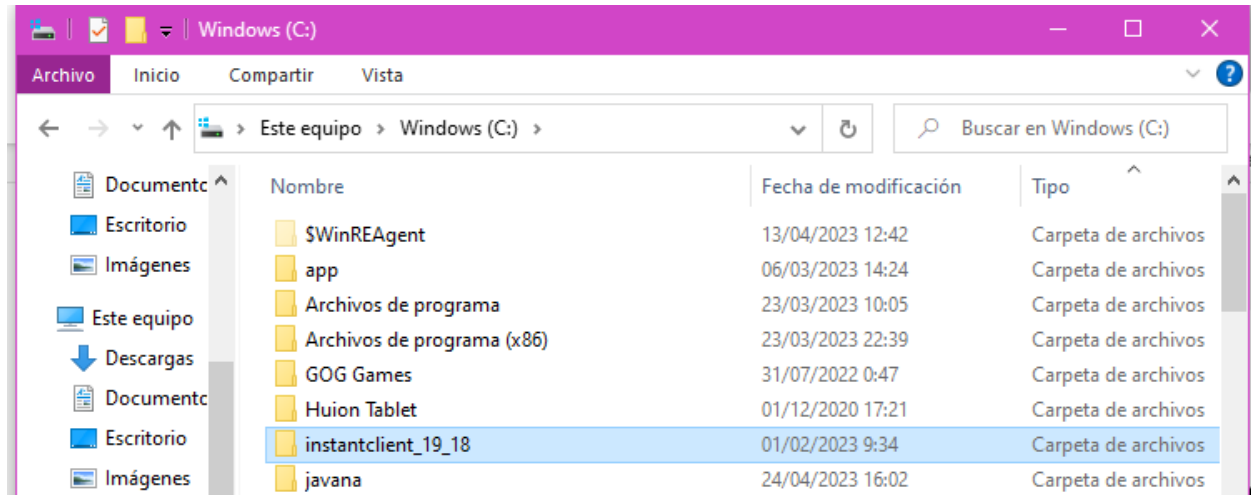 Windows (C:)
Archivo Inicio Compartir Vista
Este equipo Windows (C:) Buscar en Windows (C:)
Documentc Nombre Fecha de modificación Tipo
Escritorio $WinREAgent 13/04/2023 12:42 Carpeta de archivos
Imágenes app 06/03/2023 14:24 Carpeta de archivos
Archivos de programa 23/03/2023 10:05 Carpeta de archivos
Este equipo Archivos de programa (x86) 23/03/2023 22:39 Carpeta de archivos
Descargas GOG Games 31/07/2022 0:47 Carpeta de archivos
Documentc Huion Tablet 01/12/2020 17:21 Carpeta de archivos
Escritorio instantclient_19_18 01/02/2023 9:34 Carpeta de archivos
Imágenes javana 24/04/2023 16:02 Carpeta de archivos